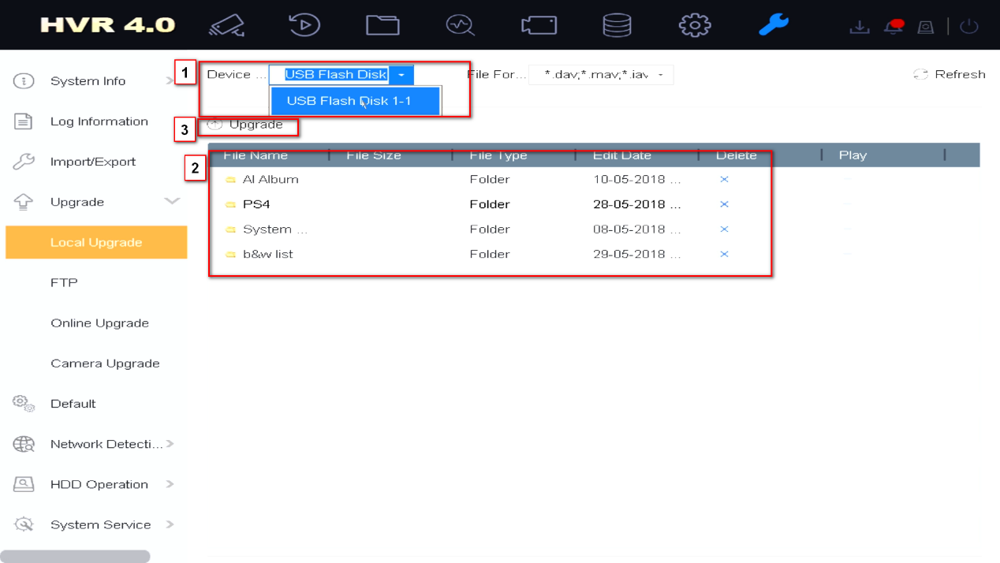 HVR 4.0
System Info
Log Information
Import/Export
Upgrade
Local Upgrade
FTP
Online Upgrade
Camera Upgrade
Default
Network Detecti...
HDD Operation
System Service
1 Device ... USB Flash Disk File For... *.dav;*.mav;*.iav Refresh
USB Flash Disk 1-1
3 Upgrade
2 File Name File Size File Type Edit Date Delete Play
AI Album Folder 10-05-2018 ...
PS4 Folder 28-05-2018 ...
System ... Folder 08-05-2018 ...
b&w list Folder 29-05-2018 ...